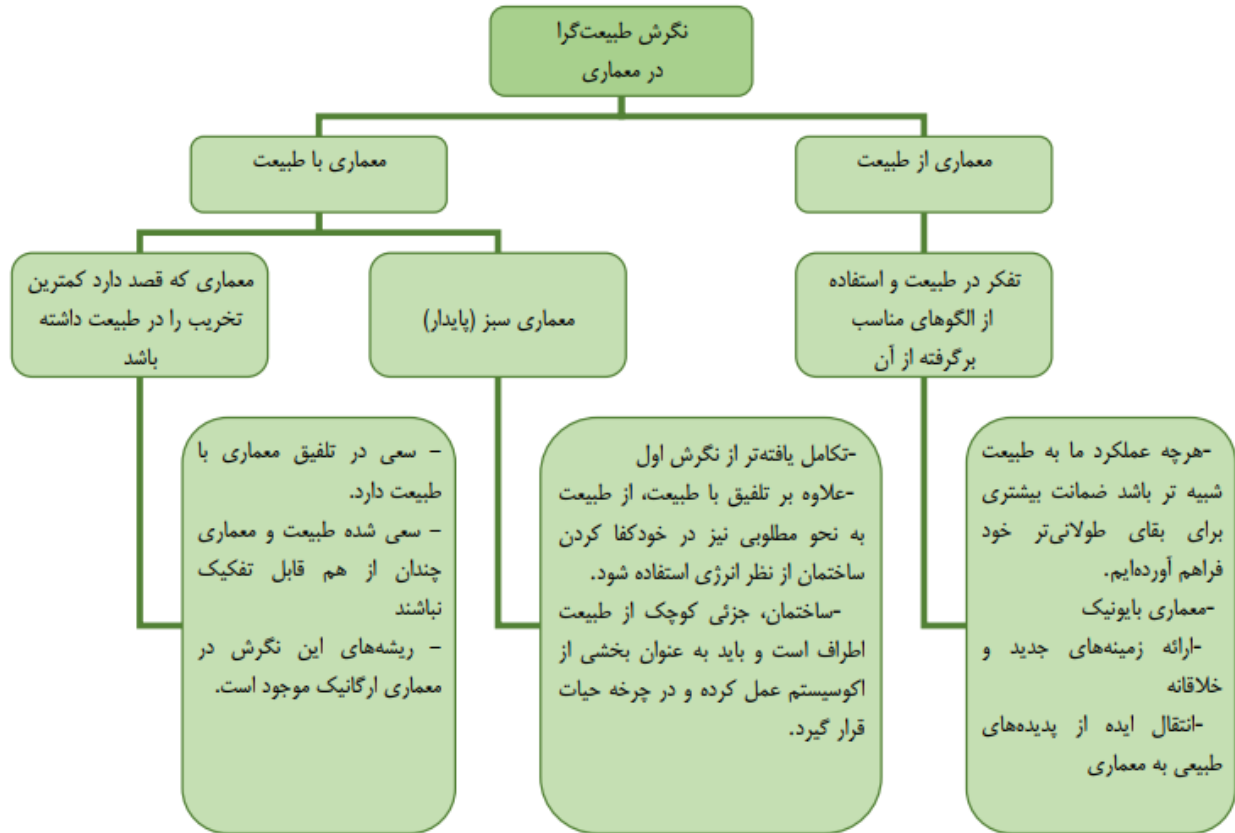 نگرش طبیعت‌گرا
در معماری
معماری از طبیعت
معماری با طبیعت
تفکر در طبیعت و استفاده
از الگوهای مناسب
برگرفته از آن
معماری سبز (پایدار)
معماری که قصد دارد کمترین
تخریب را در طبیعت داشته
باشد
-هرچه عملکرد ما به طبیعت
شبیه تر باشد ضمانت بیشتری
برای بقای طولانی‌تر خود
فراهم آورده‌ایم.
-معماری بایونیک
-ارائه زمینه‌های جدید و
خلاقانه
-انتقال ایده از پدیده‌های
طبیعی به معماری
-تکامل یافته‌تر از نگرش اول
-علاوه بر تلفیق با طبیعت، از طبیعت
به نحو مطلوبی نیز در خودکفا کردن
ساختمان از نظر انرژی استفاده شود.
-ساختمان، جزئی کوچک از طبیعت
اطراف است و باید به عنوان بخشی از
اکوسیستم عمل کرده و در چرخه حیات
قرار گیرد.
– سعی در تلفیق معماری با
طبیعت دارد.
– سعی شده طبیعت و معماری
چندان از هم قابل تفکیک
نباشند
– ریشه‌های این نگرش در
معماری ارگانیک موجود است.